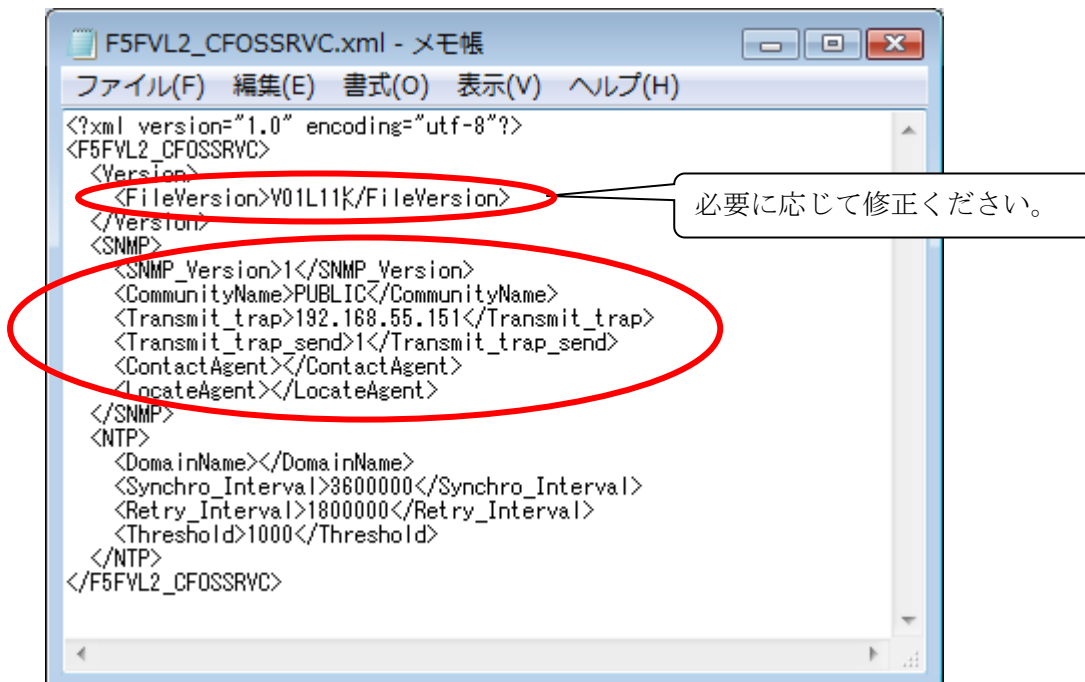 F5FVL2_CFOSSRVC.xml - メモ帳
ファイル(F) 編集(E) 書式(O) 表示(V) ヘルプ(H)
<?xml version="1.0" encoding="utf-8"?>
<F5FVL2_CFOSSRVC>
<Version>
<FileVersion>V01L11</FileVersion>
</Version>
必要に応じて修正ください。
<SNMP>
<SNMP_Version>1</SNMP_Version>
<CommunityName>PUBLIC</CommunityName>
<Transmit_trap>192.168.55.151</Transmit_trap>
<Transmit_trap_send>1</Transmit_trap_send>
<ContactAgent></ContactAgent>
<LocateAgent></LocateAgent>
</SNMP>
<NTP>
<DomainName></DomainName>
<Synchro_Interval>3600000</Synchro_Interval>
<Retry_Interval>1800000</Retry_Interval>
<Threshold>1000</Threshold>
</NTP>
</F5FVL2_CFOSSRVC>